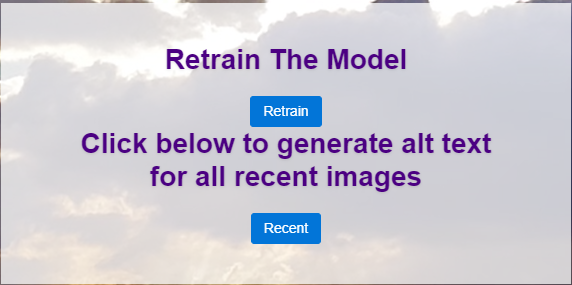 Retrain The Model
Retrain
Click below to generate alt text
for all recent images
Recent